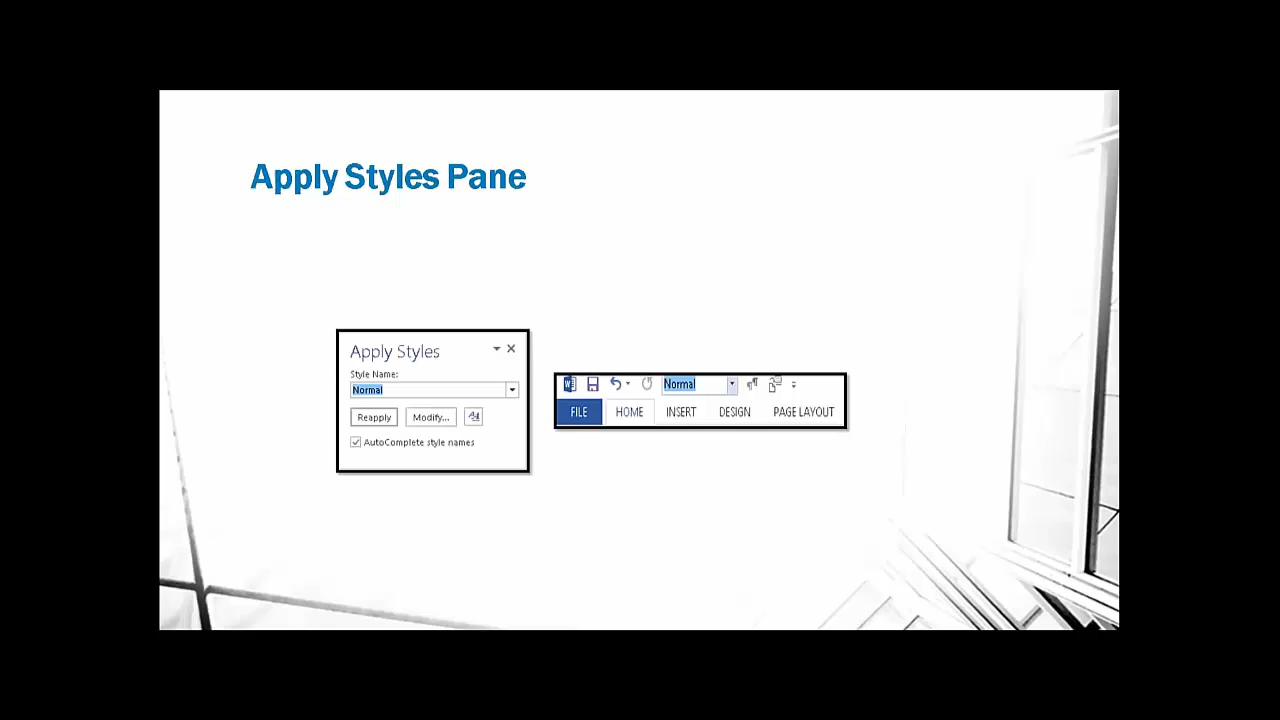 Apply Styles Pane
Apply Styles
Style Name:
Normal
Reapply Modify...
AutoComplete style names
Normal
FILE HOME INSERT DESIGN PAGE LAYOUT